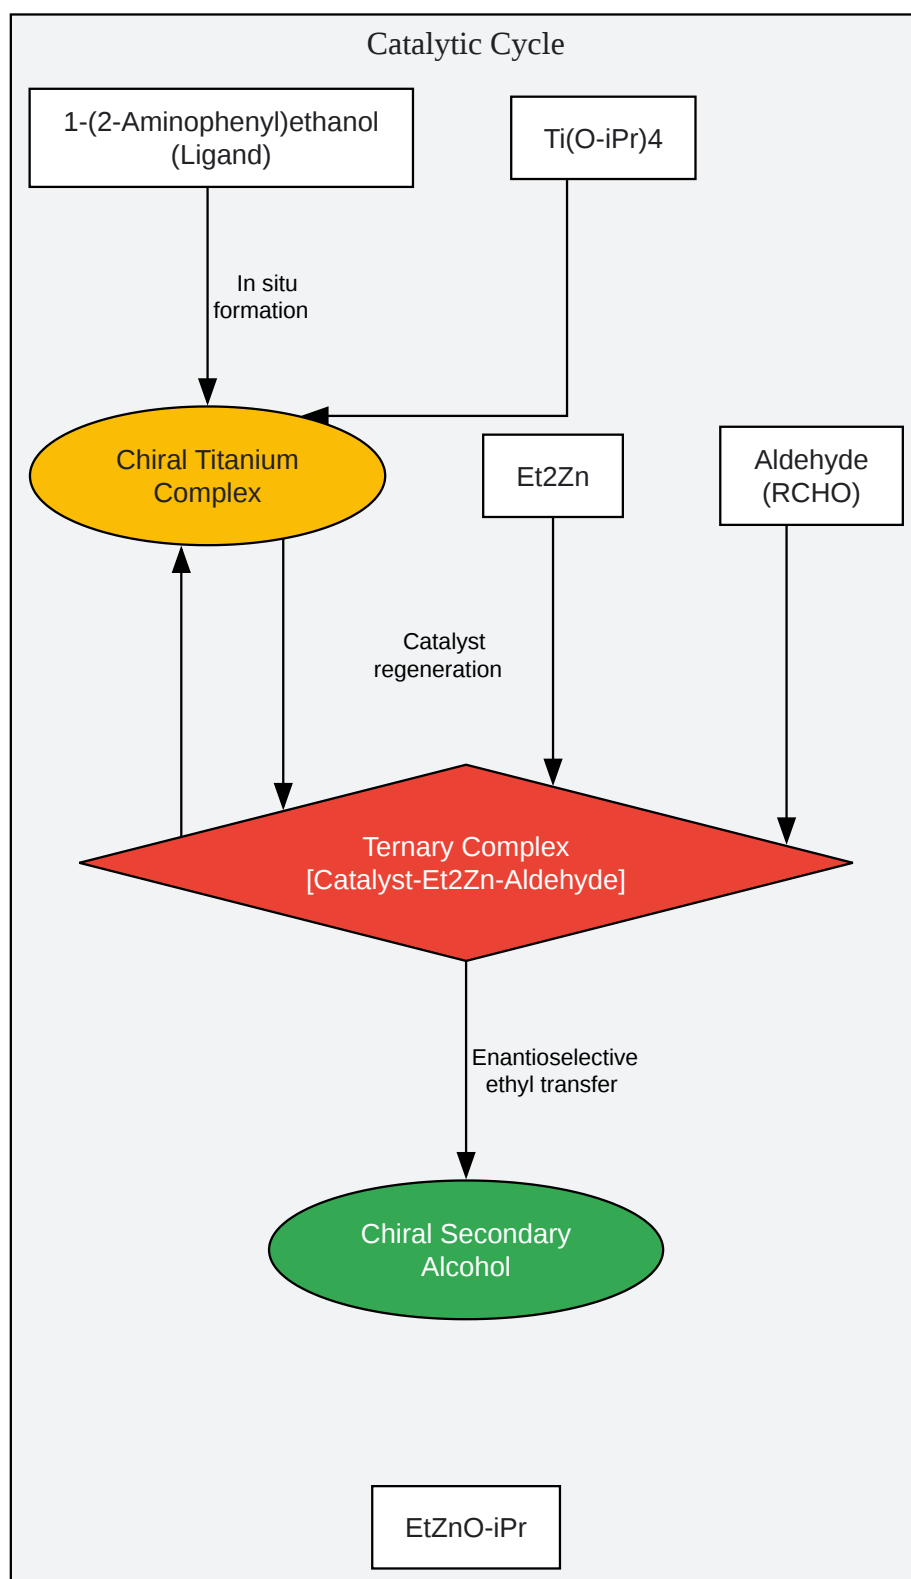 Catalytic Cycle
1-(2-Aminophenyl)ethanol
(Ligand)
Ti(O-iPr)4
In situ
formation
Chiral Titanium
Complex
Et2Zn
Aldehyde
(RCHO)
Catalyst
regeneration
Ternary Complex
[Catalyst-Et2Zn-Aldehyde]
Enantioselective
ethyl transfer
Chiral Secondary
Alcohol
EtZnO-iPr